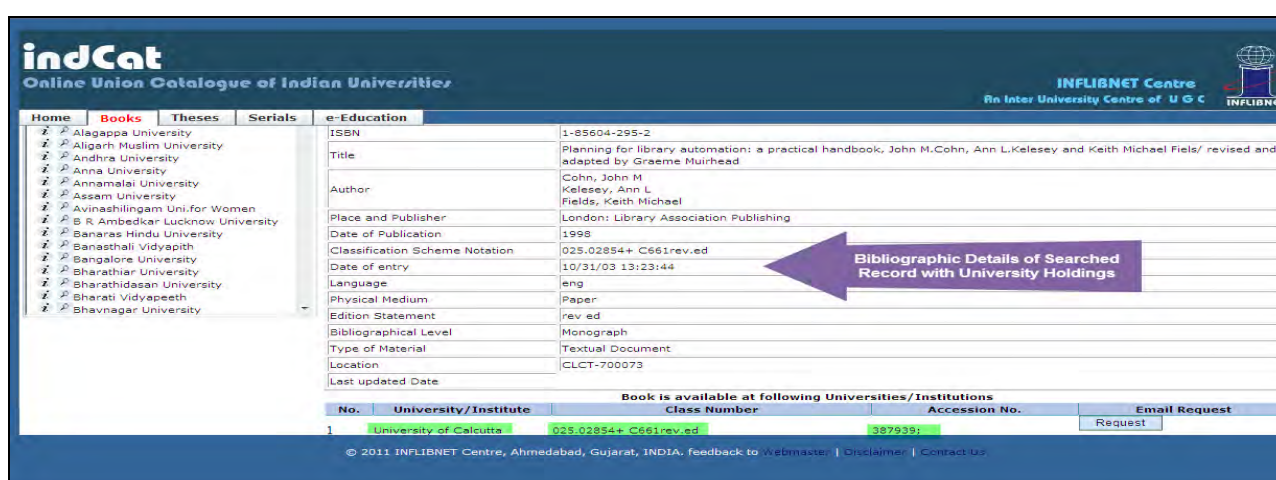 indCat
Online Union Catalogue of Indian Universities
INFLIBNET Centre
An Inter University Centre of U G C
Home Books Theses Serials e-Education
i Alagappa University
i Aligarh Muslim University
i Andhra University
i Anna University
i Annamalai University
i Assam University
i Avinashilingam Uni.for Women
i B R Ambedkar Lucknow University
i Banaras Hindu University
i Banasthali Vidyapith
i Bangalore University
i Bharathiar University
i Bharathidasan University
i Bharati Vidyapeeth
i Bhavnagar University
ISBN 1-85604-295-2
Title Planning for library automation: a practical handbook, John M.Cohn, Ann L.Kelesey and Keith Michael Fiels/ revised and
adapted by Graeme Muirhead
Author Cohn, John M
Kelesey, Ann L
Fields, Keith Michael
Place and Publisher London: Library Association Publishing
Date of Publication 1998
Classification Scheme Notation 025.02854+ C661rev.ed
Date of entry 10/31/03 13:23:44
Language eng
Physical Medium Paper
Edition Statement rev ed
Bibliographical Level Monograph
Type of Material Textual Document
Location CLCT-700073
Last updated Date
Bibliographic Details of Searched
Record with University Holdings
Book is available at following Universities/Institutions
No. University/Institute Class Number Accession No. Email Request
1 University of Calcutta 025.02854+ C661rev.ed 387939; Request
© 2011 INFLIBNET Centre, Ahmedabad, Gujarat, INDIA. feedback to Webmaster | Disclaimer | Contact Us